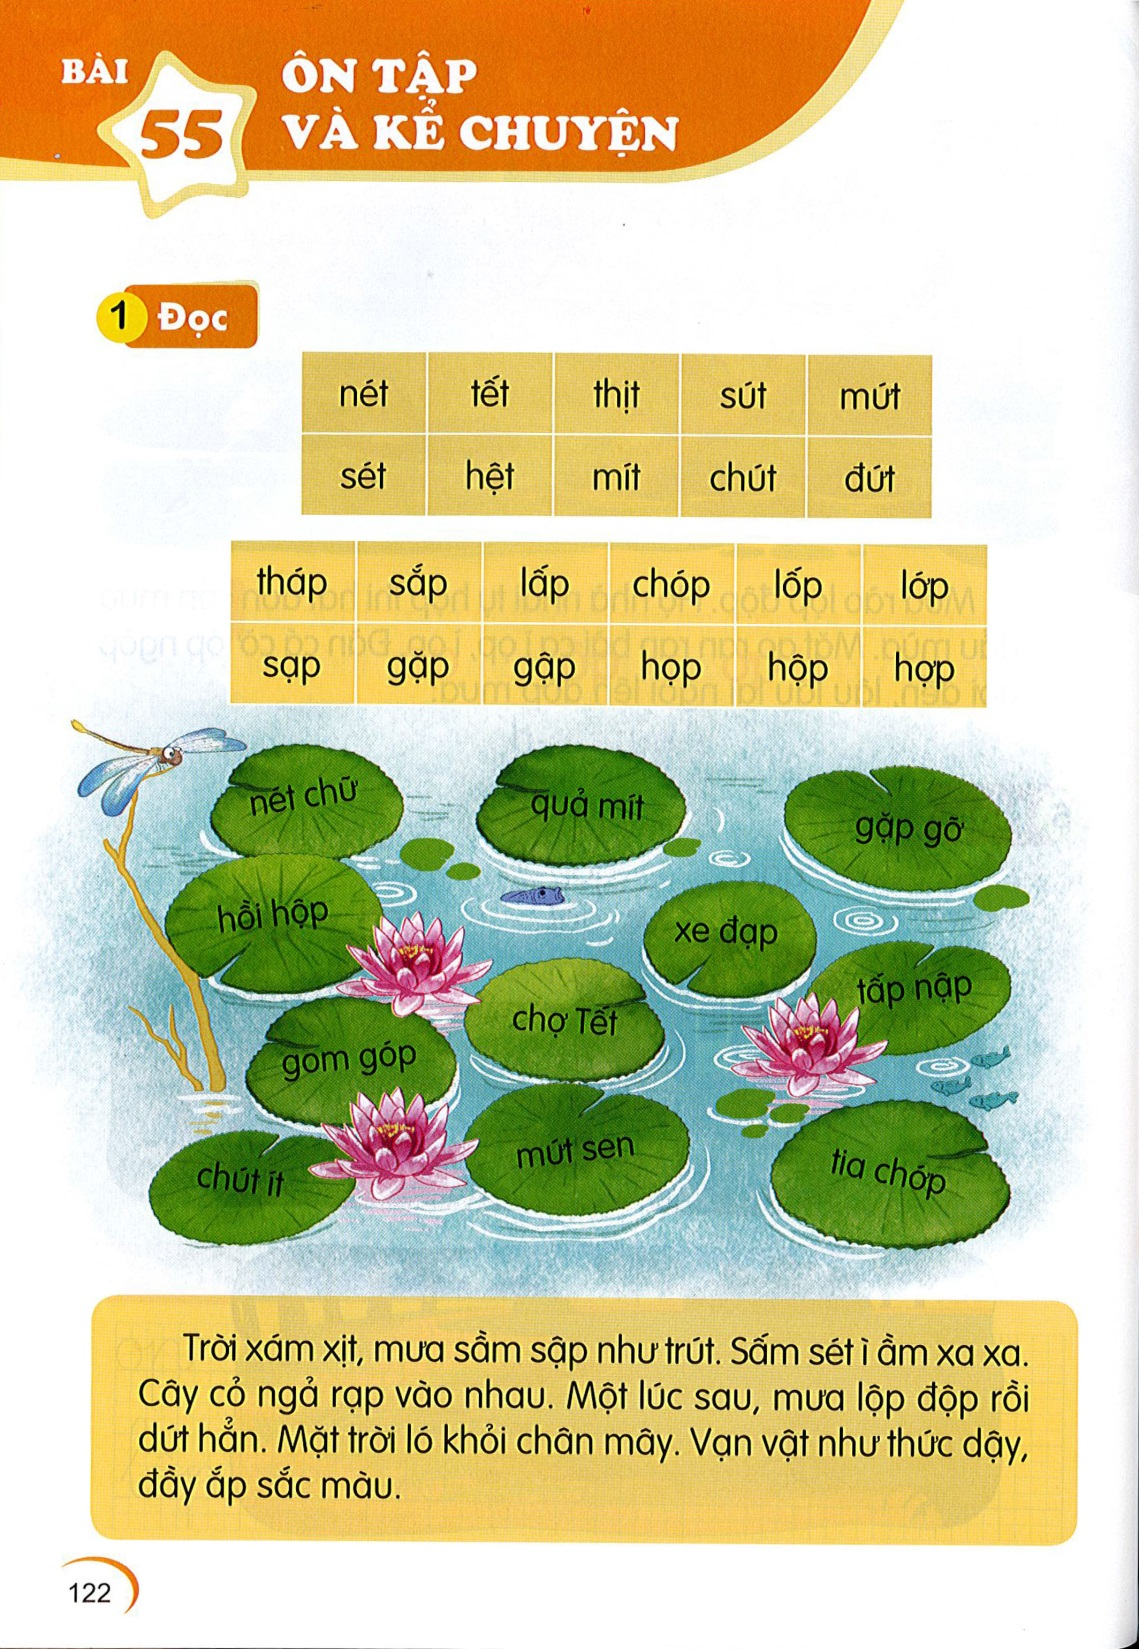 BÀI
55
ÔN TẬP
VÀ KỂ CHUYỆN
1 Đọc
nét tết thịt sút mứt
sét hệt mít chút đứt
tháp sắp lấp chóp lốp lớp
sạp gặp gập họp hộp hợp
nét chữ
quả mít
gặp gỡ
hồi hộp
xe đạp
tấp nập
chợ Tết
gom góp
mứt sen
chút ít
tia chớp
Trời xám xịt, mưa sầm sập như trút. Sấm sét ì ầm xa xa.
Cây cỏ ngả rạp vào nhau. Một lúc sau, mưa lộp độp rồi
dứt hẳn. Mặt trời ló khỏi chân mây. Vạn vật như thức dậy,
đầy ắp sắc màu.
122